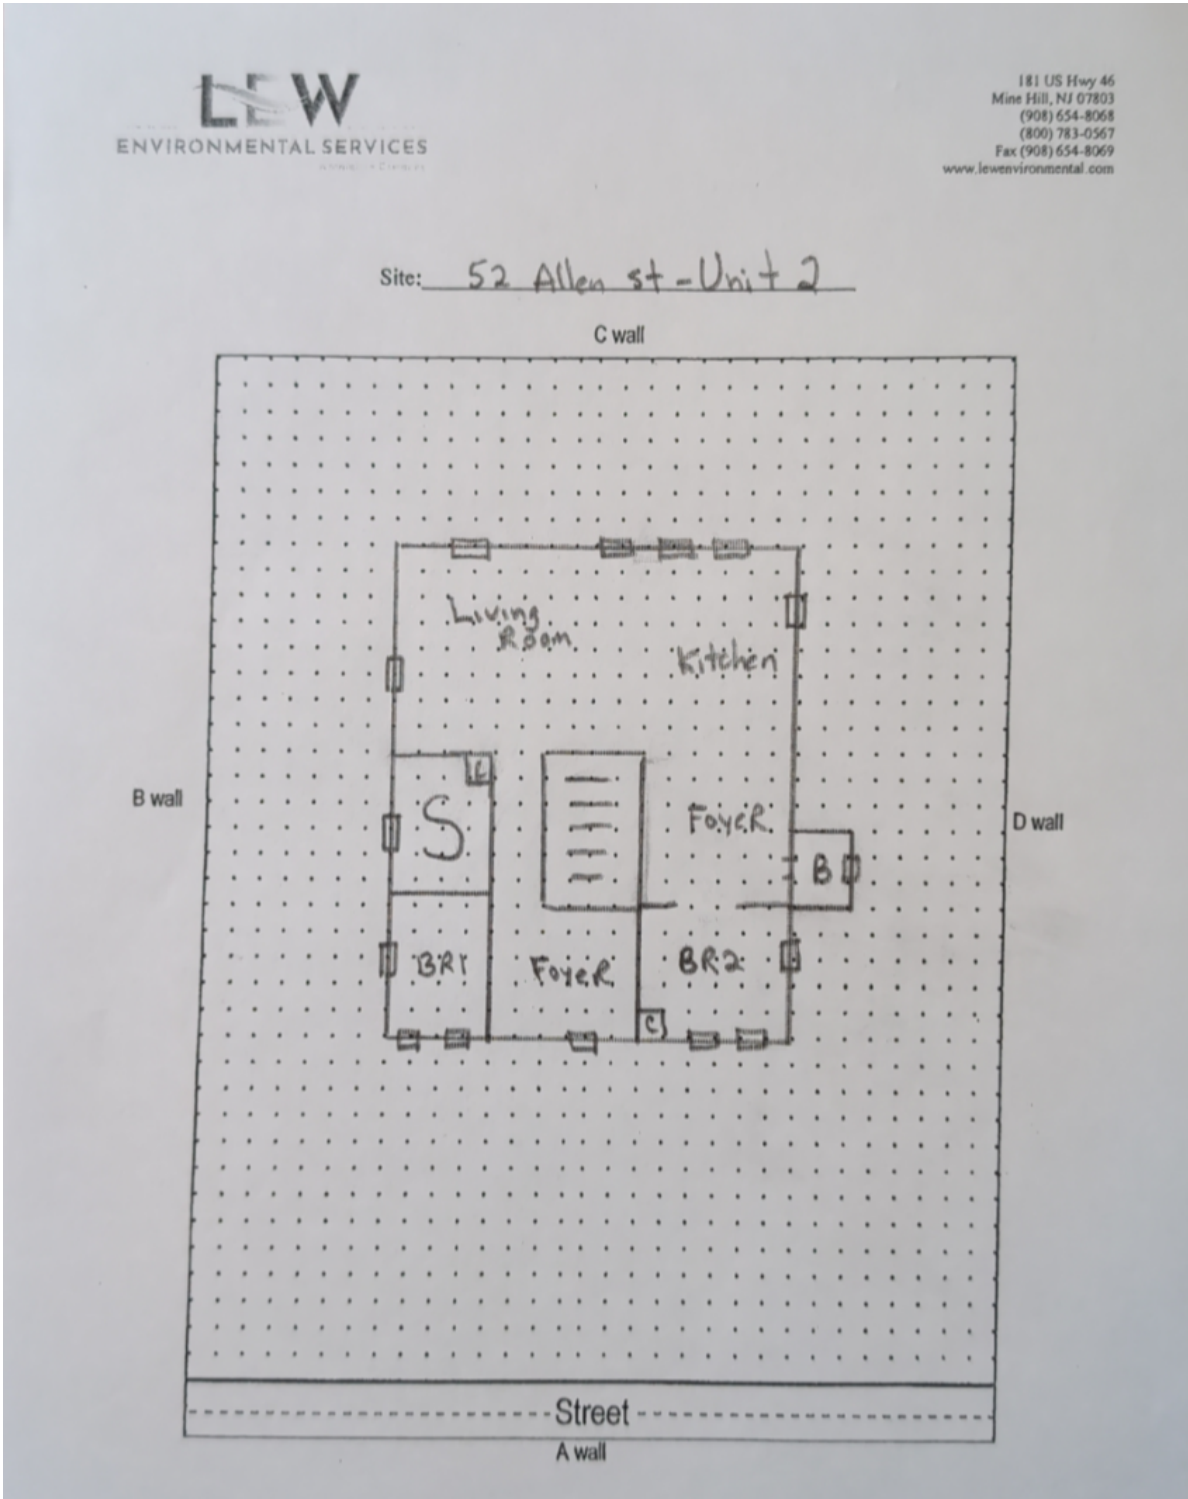 LEW
ENVIRONMENTAL SERVICES
181 US Hwy 46
Mine Hill, NJ 07803
(908) 654-8068
(800) 783-0567
Fax (908) 654-8069
www.lewenvironmental.com
Site: 52 Allen st - Unit 2
C wall
Living
Room
Kitchen
B wall
S
Foyer
D wall
B
BR1
Foyer
BR2
C
Street
A wall